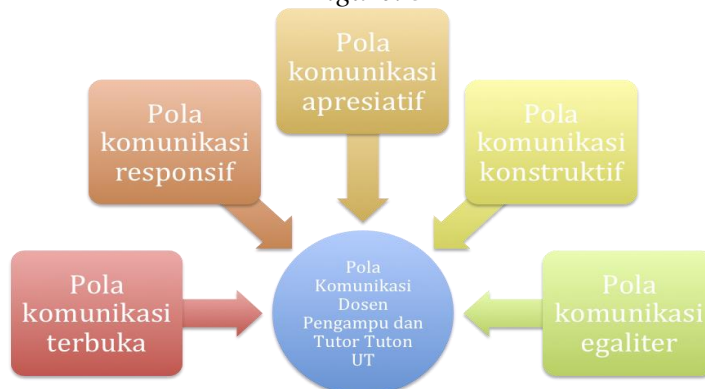 Pola
komunikasi
apresiatif
Pola
komunikasi
responsif
Pola
komunikasi
konstruktif
Pola
komunikasi
terbuka
Pola
Komunikasi
Dosen
Pengampu dan
Tutor Tuton
UT
Pola
komunikasi
egaliter